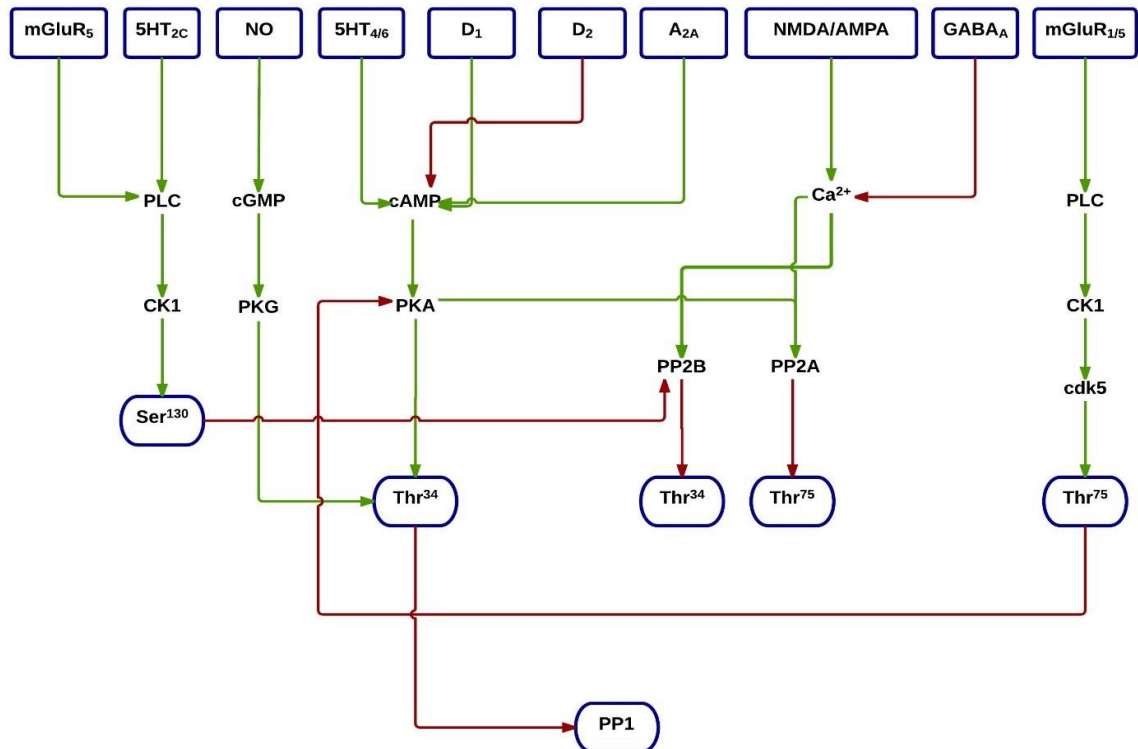 mGluR₅
5HT₂C
NO
5HT₄/₆
D₁
D₂
A₂A
NMDA/AMPA
GABAA
mGluR₁/₅
PLC
cGMP
cAMP
Ca²⁺
PLC
CK1
PKG
PKA
CK1
PP2B
PP2A
cdk5
Ser¹³⁰
Thr³⁴
Thr³⁴
Thr⁷⁵
Thr⁷⁵
PP1